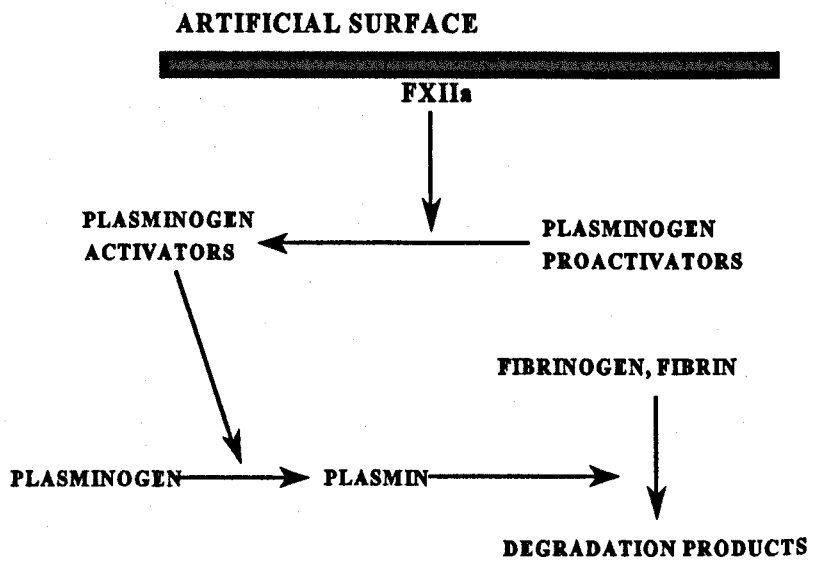 ARTIFICIAL SURFACE
FXIIa
PLASMINOGEN
ACTIVATORS
PLASMINOGEN
PROACTIVATORS
FIBRINOGEN, FIBRIN
PLASMINOGEN
PLASMIN
DEGRADATION PRODUCTS